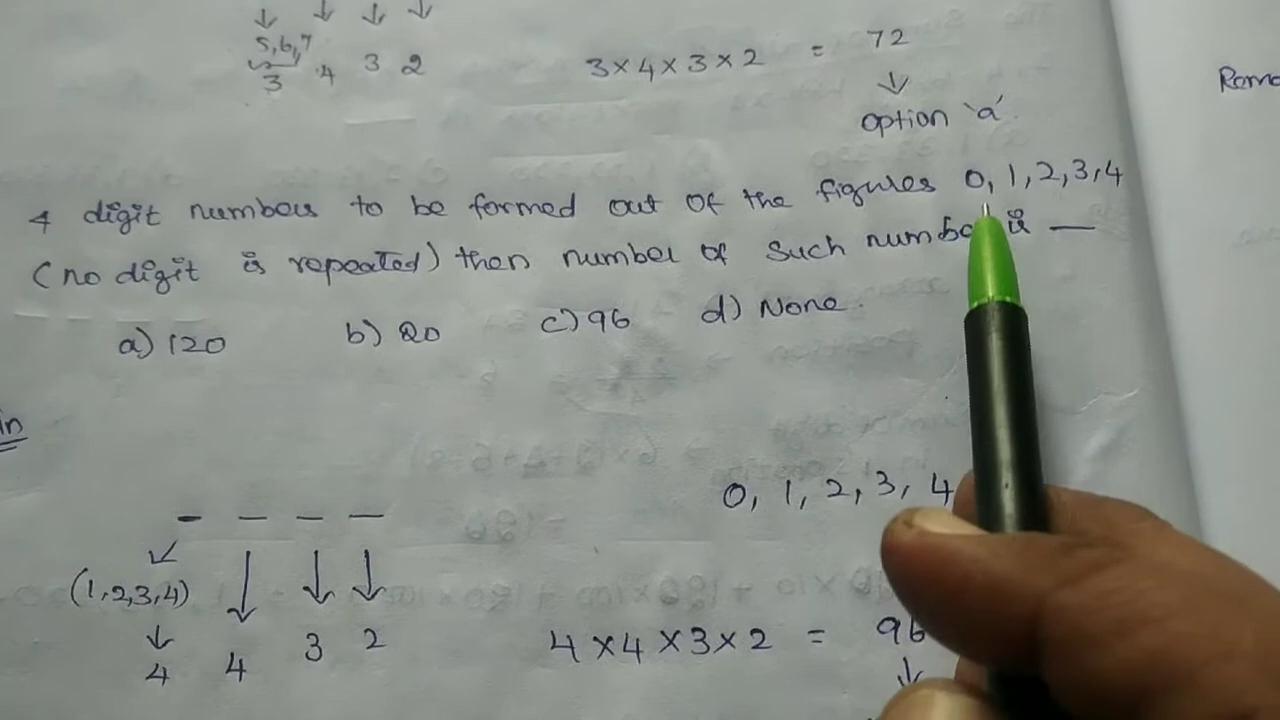 5,6,7
3 4 3 2
3×4×3×2 = 72
option 'a'
Rema
4 digit numbers to be formed out of the figures 0, 1, 2, 3, 4
(no digit is repeated) then number of such numbe is —
a) 120 b) 20 c) 96 d) None.
in
0, 1, 2, 3, 4
(1,2,3,4)
4 4 3 2
4×4×3×2 = 96